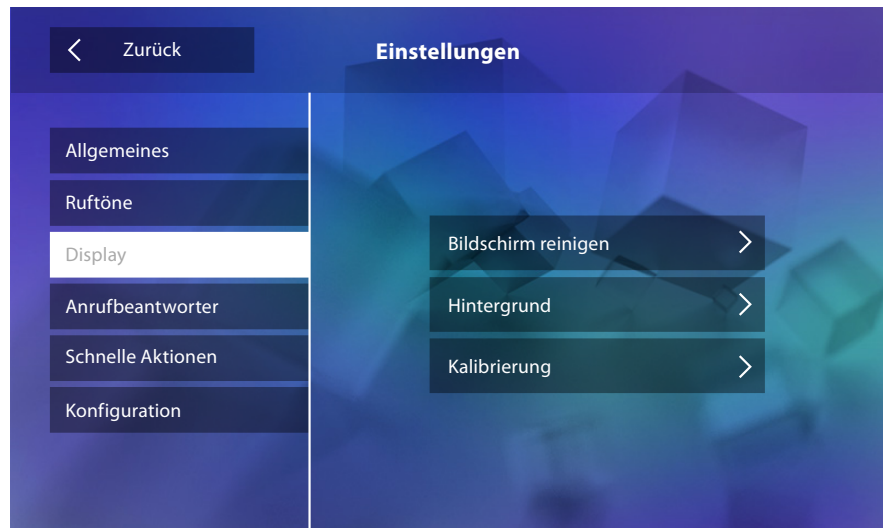 Zurück
Einstellungen
Allgemeines
Ruftöne
Display
Anrufbeantworter
Schnelle Aktionen
Konfiguration
Bildschirm reinigen
Hintergrund
Kalibrierung